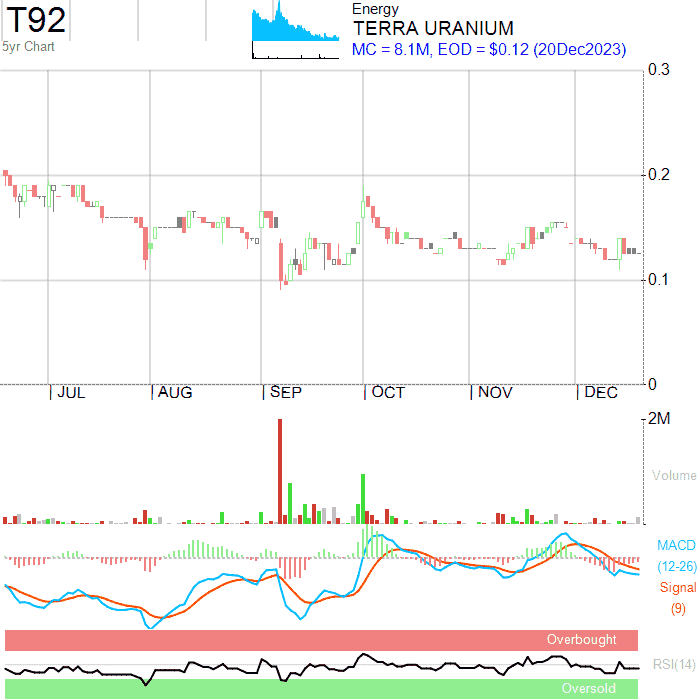 T92
5yr Chart
Energy
TERRA URANIUM
MC = 8.1M, EOD = $0.12 (20Dec2023)
0.3
0.2
0.1
0
JUL AUG SEP OCT NOV DEC
2M
Volume
MACD
(12-26)
Signal
(9)
Overbought
RSI(14)
Oversold